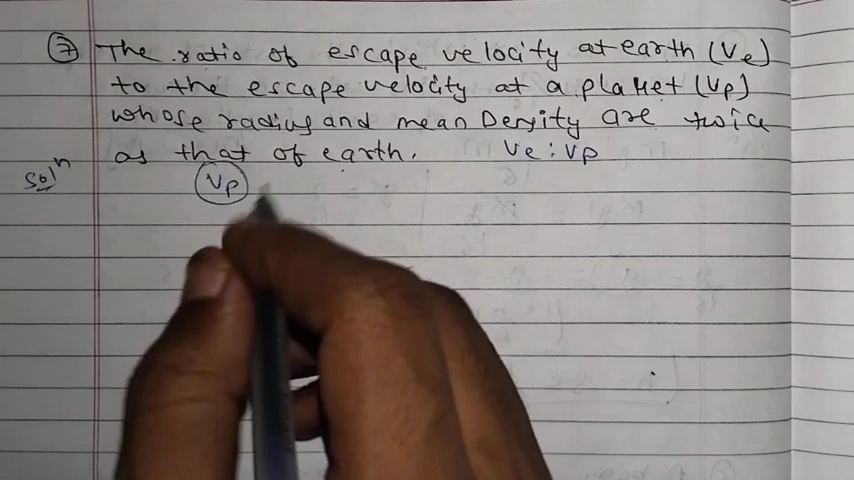 ⑦ The ratio of escape velocity at earth (Ve)
to the escape velocity at a planet (Vp)
whose radius and mean Density are twice
as that of earth. Ve : Vp
Solⁿ
Vp